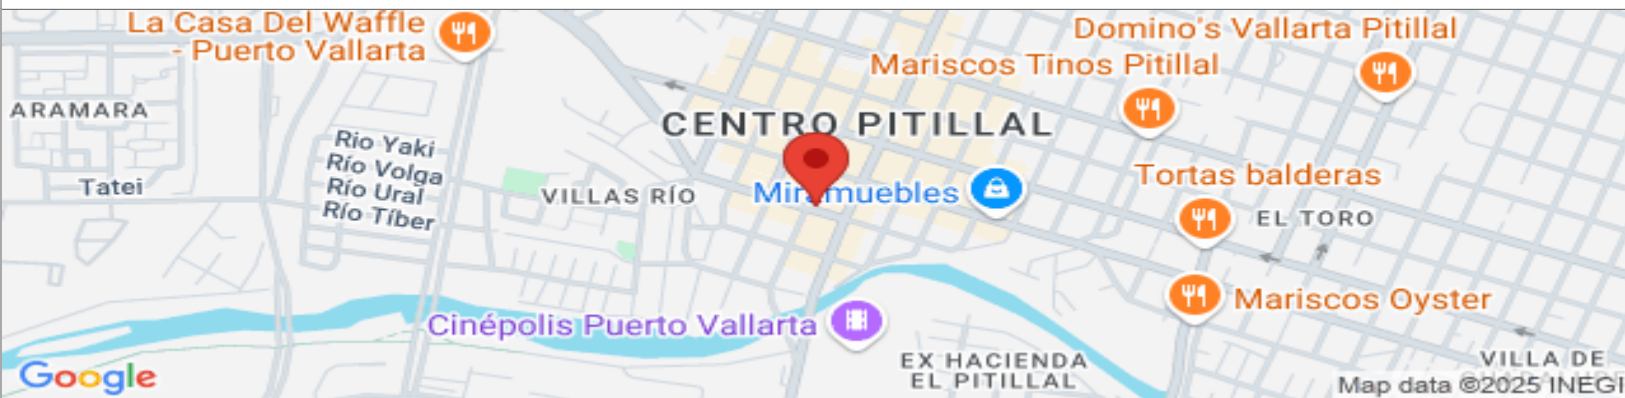 La Casa Del Waffle
- Puerto Vallarta
Domino's Vallarta Pitillal
Mariscos Tinos Pitillal
ARAMARA
CENTRO PITILLAL
Rio Yaki
Río Volga
Río Ural
Río Tíber
Tatei
VILLAS RÍO
Miramuebles
Tortas balderas
EL TORO
Mariscos Oyster
Cinépolis Puerto Vallarta
EX HACIENDA
EL PITILLAL
VILLA DE
Google
Map data ©2025 INEGI